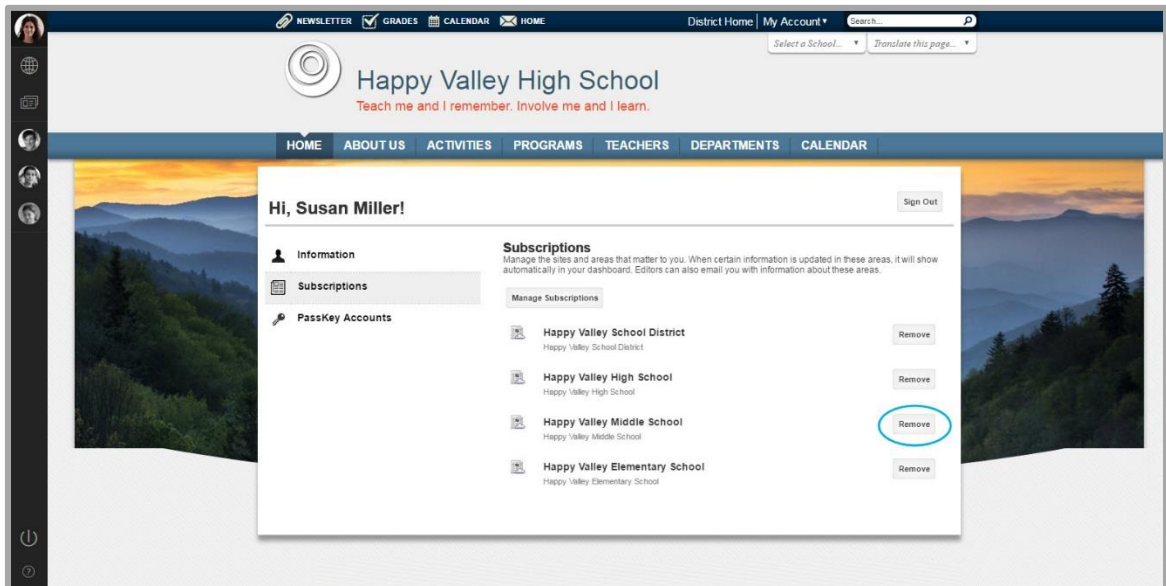 NEWSLETTER GRADES CALENDAR HOME District Home My Account Search...
Select a School... Translate this page...
Happy Valley High School
Teach me and I remember. Involve me and I learn.
HOME ABOUT US ACTIVITIES PROGRAMS TEACHERS DEPARTMENTS CALENDAR
Hi, Susan Miller!
Sign Out
Information
Subscriptions
PassKey Accounts
Subscriptions
Manage the sites and areas that matter to you. When certain information is updated in these areas, it will show
automatically in your dashboard. Editors can also email you with information about these areas.
Manage Subscriptions
Happy Valley School District
Happy Valley School District
Remove
Happy Valley High School
Happy Valley High School
Remove
Happy Valley Middle School
Happy Valley Middle School
Remove
Happy Valley Elementary School
Happy Valley Elementary School
Remove